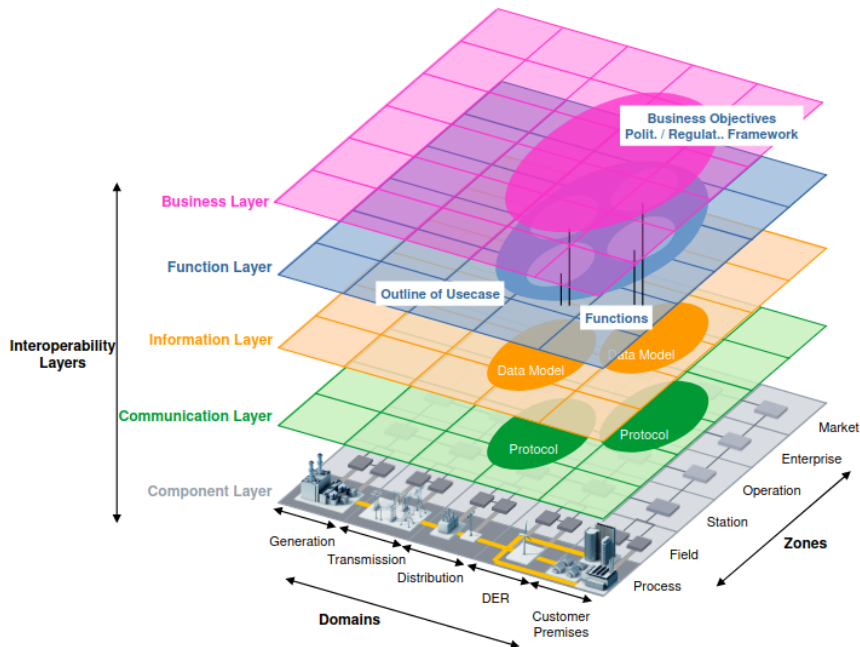 Business Objectives
Polit. / Regulat.. Framework
Business Layer
Function Layer
Outline of Usecase
Functions
Interoperability
Layers
Information Layer
Data Model
Data Model
Communication Layer
Protocol
Protocol
Component Layer
Market
Enterprise
Operation
Station
Field
Process
Zones
Generation
Transmission
Distribution
DER
Customer
Premises
Domains